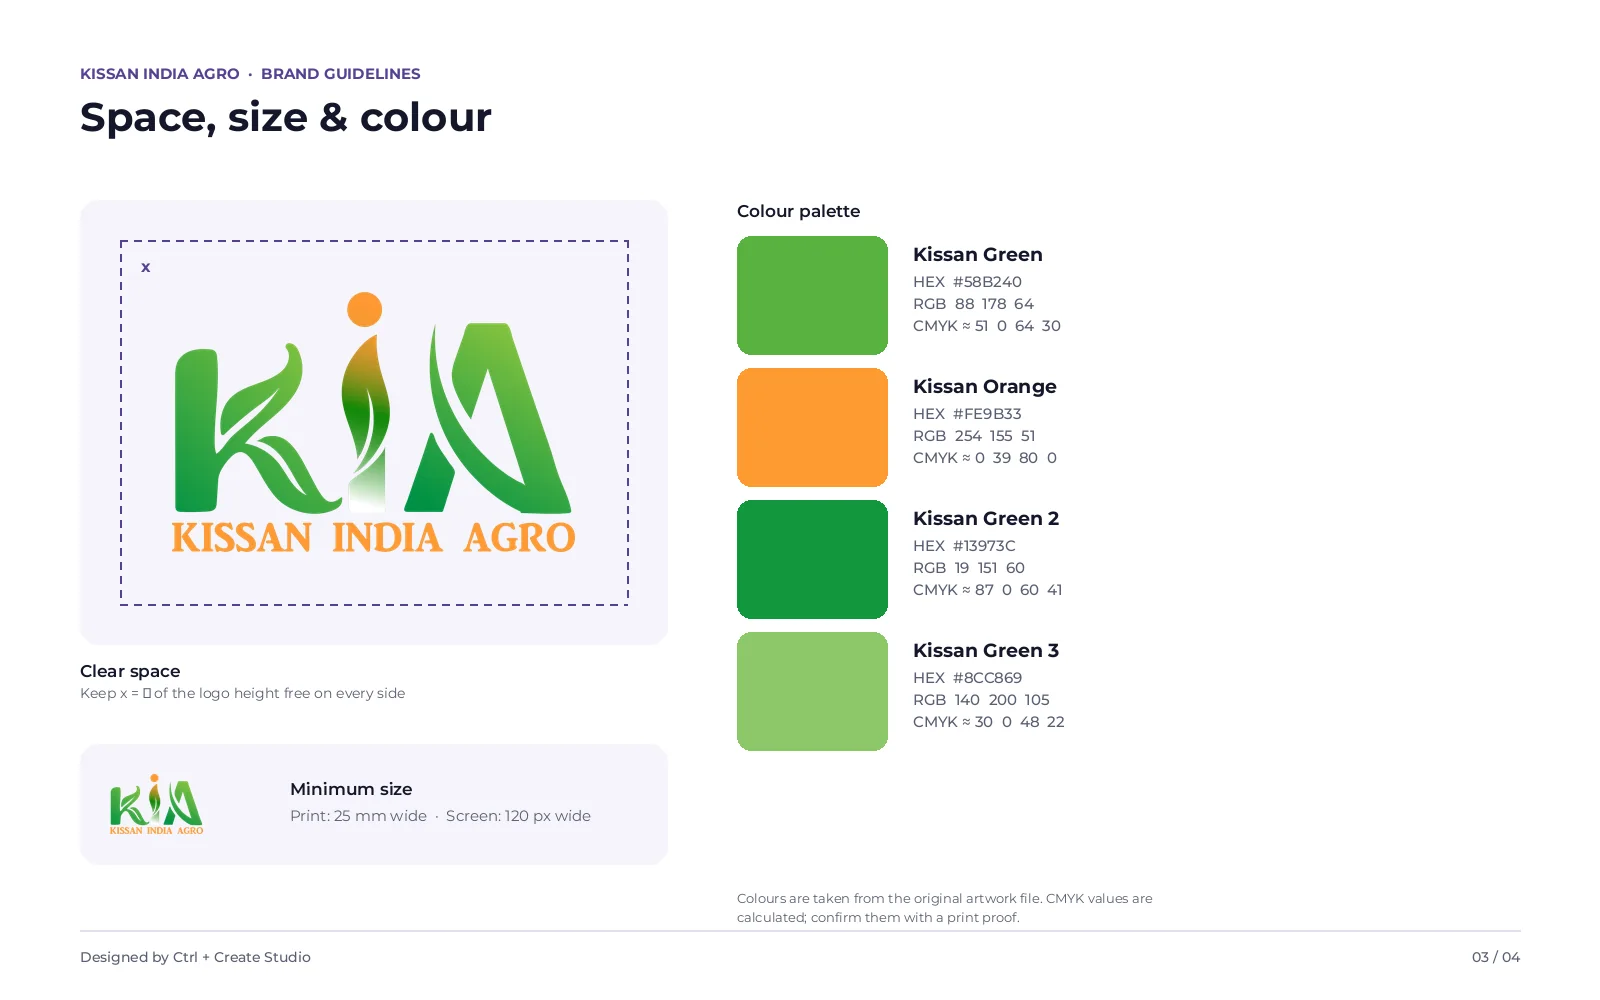 KISSAN INDIA AGRO · BRAND GUIDELINES
Space, size & colour
x
KiA
KISSAN INDIA AGRO
Clear space
Keep x = of the logo height free on every side
KiA
KISSAN INDIA AGRO
Minimum size
Print: 25 mm wide · Screen: 120 px wide
Colour palette
Kissan Green
HEX #58B240
RGB 88 178 64
CMYK ≈ 51 0 64 30
Kissan Orange
HEX #FE9B33
RGB 254 155 51
CMYK ≈ 0 39 80 0
Kissan Green 2
HEX #13973C
RGB 19 151 60
CMYK ≈ 87 0 60 41
Kissan Green 3
HEX #8CC869
RGB 140 200 105
CMYK ≈ 30 0 48 22
Colours are taken from the original artwork file. CMYK values are
calculated; confirm them with a print proof.
Designed by Ctrl + Create Studio
03 / 04